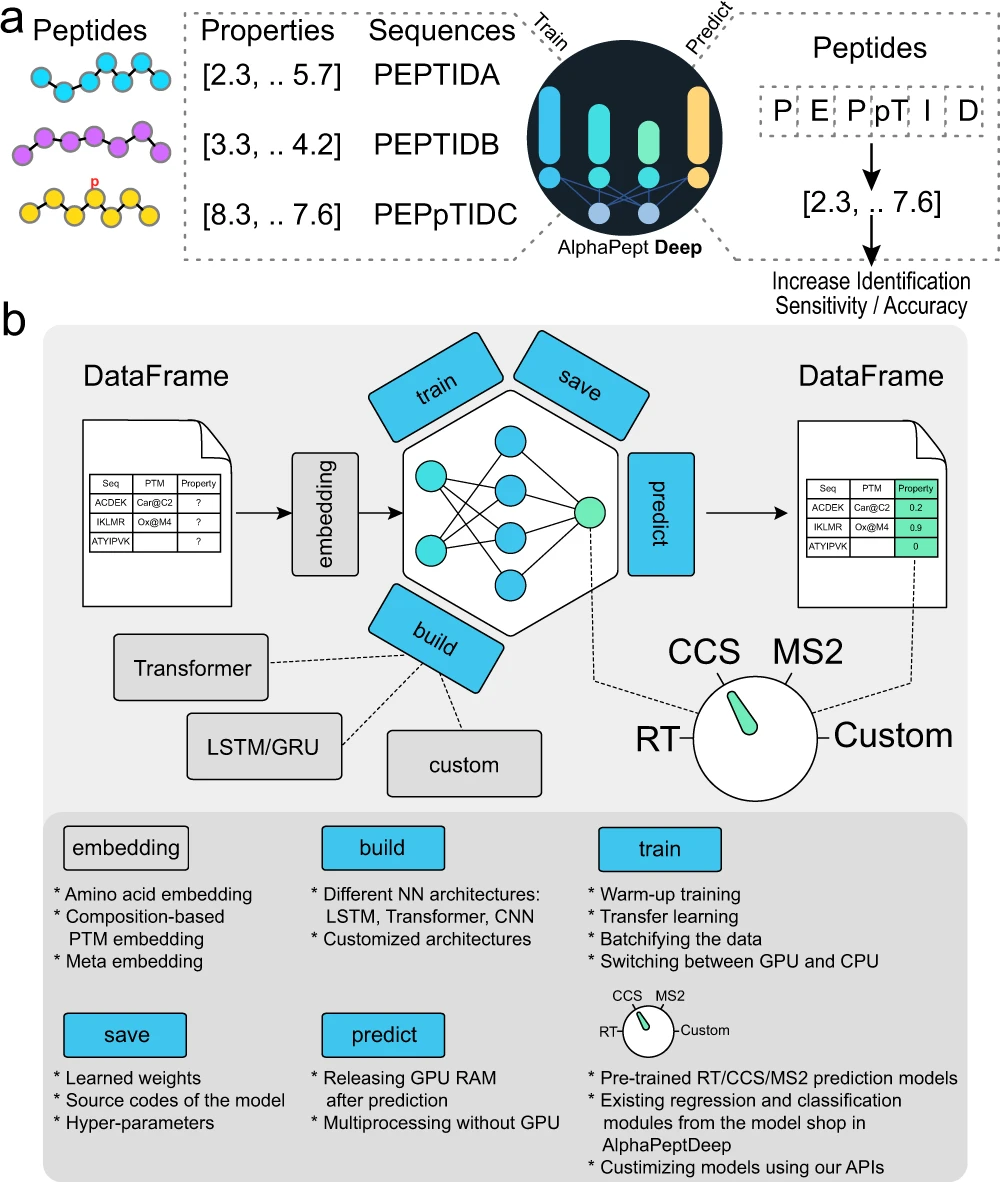 a
Peptides
p
Properties Sequences
[2.3, .. 5.7] PEPTIDA
[3.3, .. 4.2] PEPTIDB
[8.3, .. 7.6] PEPpTIDC
Train
Predict
AlphaPept Deep
Peptides
P E P pT I D
[2.3, .. 7.6]
Increase Identification
Sensitivity / Accuracy
b
DataFrame
Seq PTM Property
ACDEK Car@C2 ?
IKLMR Ox@M4 ?
ATYIPVK ?
embedding
train
save
predict
build
Transformer
LSTM/GRU
custom
DataFrame
Seq PTM Property
ACDEK Car@C2 0.2
IKLMR Ox@M4 0.9
ATYIPVK 0
CCS MS2
RT Custom
embedding
* Amino acid embedding
* Composition-based
PTM embedding
* Meta embedding
build
* Different NN architectures:
LSTM, Transformer, CNN
* Customized architectures
train
* Warm-up training
* Transfer learning
* Batchifying the data
* Switching between GPU and CPU
save
* Learned weights
* Source codes of the model
* Hyper-parameters
predict
* Releasing GPU RAM
after prediction
* Multiprocessing without GPU
CCS MS2
RT Custom
* Pre-trained RT/CCS/MS2 prediction models
* Existing regression and classification
modules from the model shop in
AlphaPeptDeep
* Custimizing models using our APIs